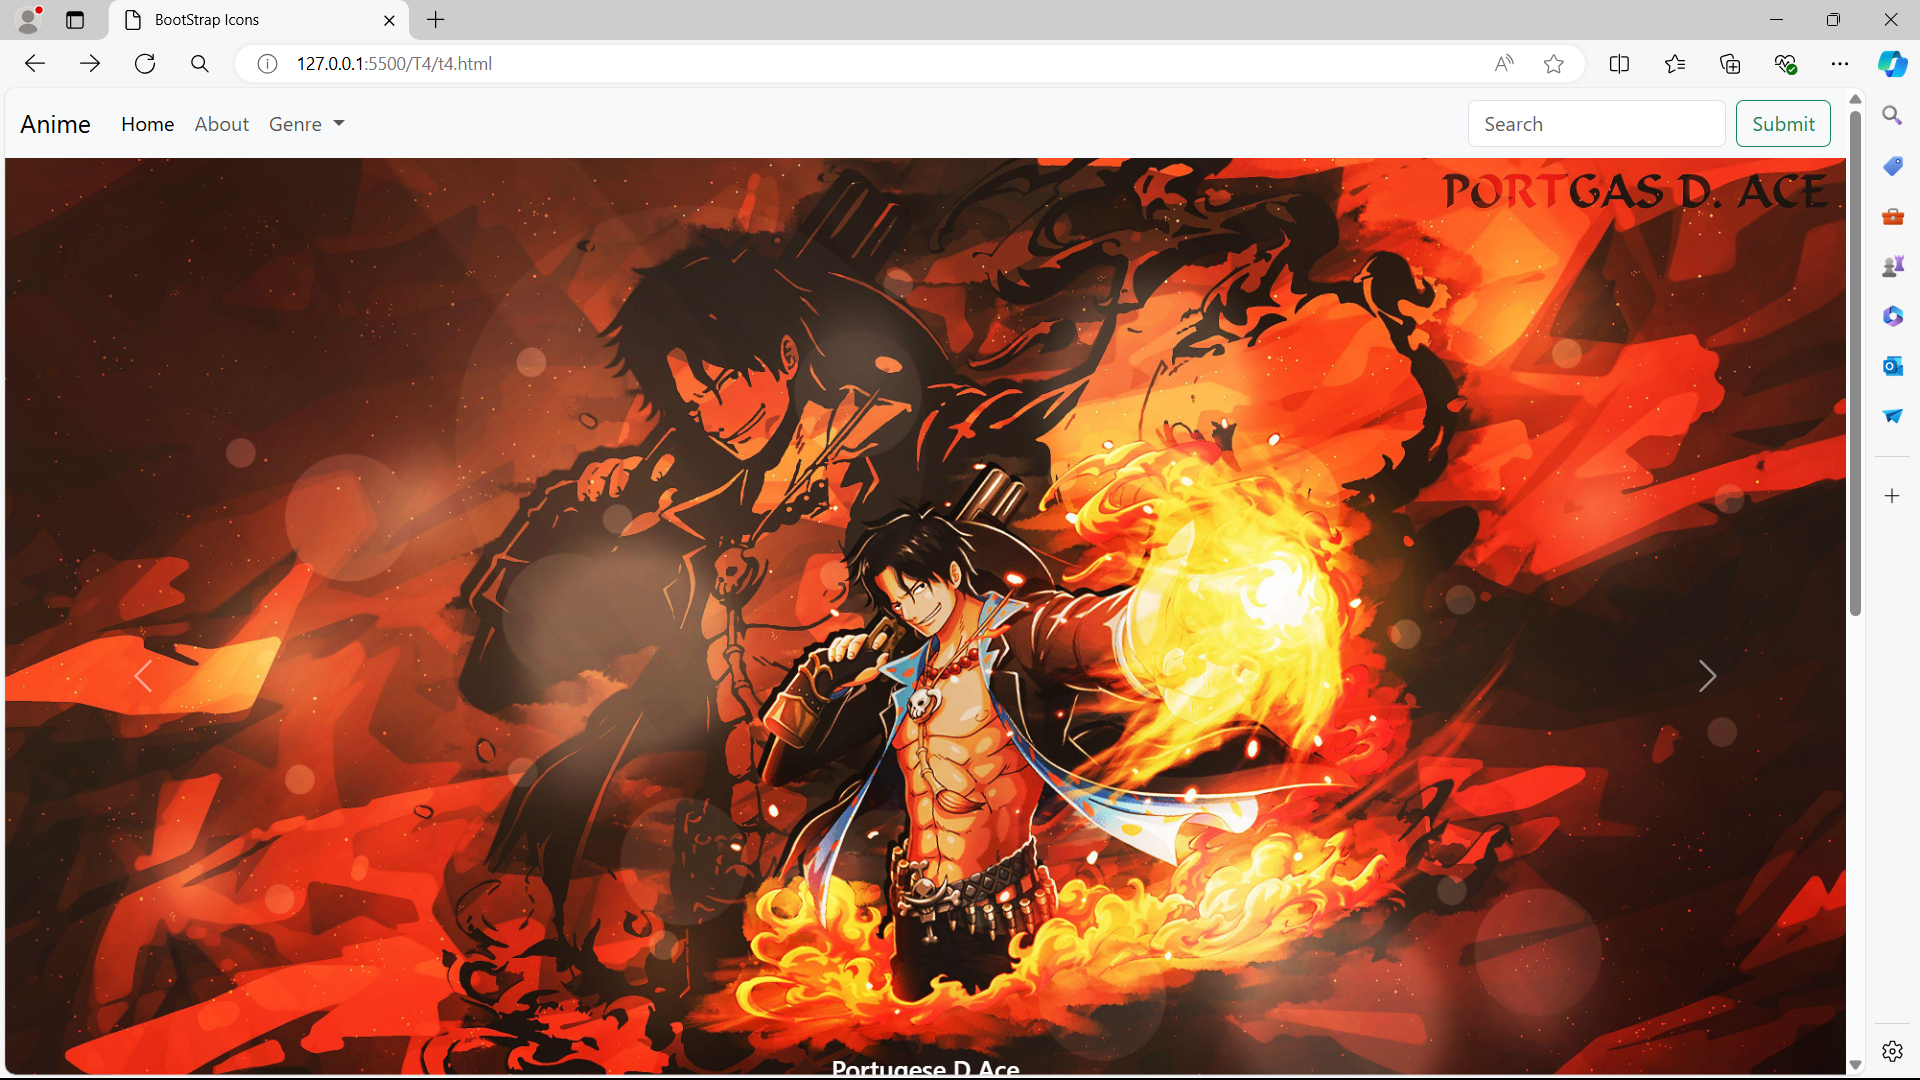 BootStrap Icons
127.0.0.1:5500/T4/t4.html
Anime Home About Genre Search Submit
PORTGAS D. ACE
Portugese D Ace